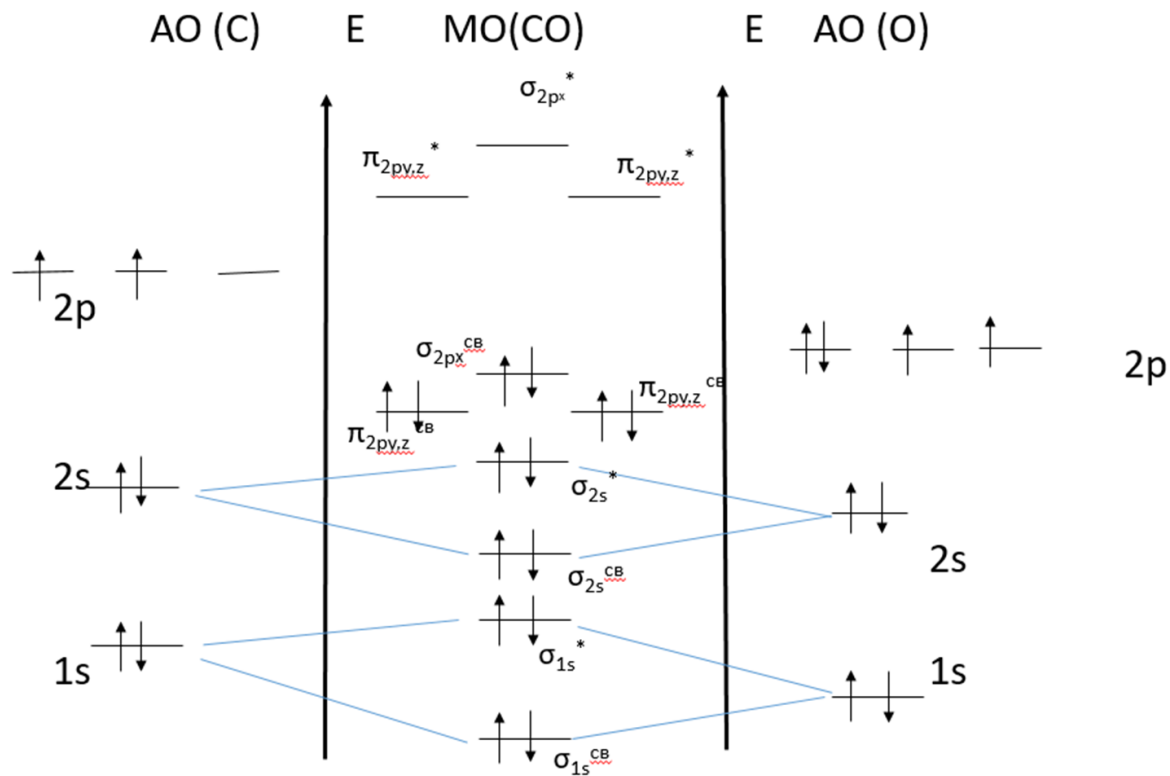 AO (C) E MO(CO) E AO (O)
σ2px*
π2py,z* π2py,z*
2p
σ2pxсв
π2py,zсв
2p
π2py,zсв
2s
σ2s*
2s
σ2sсв
σ1s*
1s
1s
σ1sсв